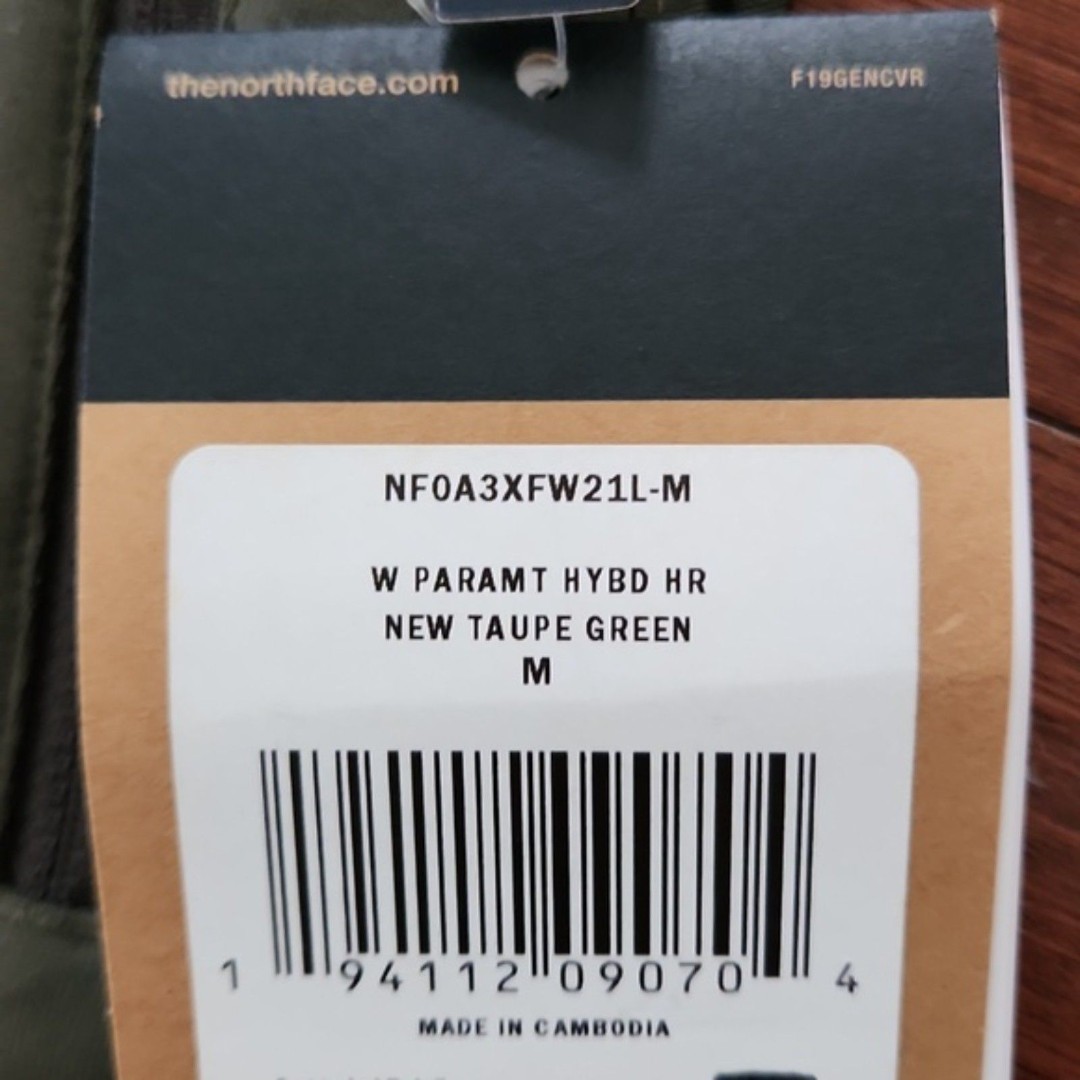 thenorthface.com F19GENCVR
NF0A3XFW21L-M
W PARAMT HYBD HR
NEW TAUPE GREEN
M
1 94112 09070 4
MADE IN CAMBODIA